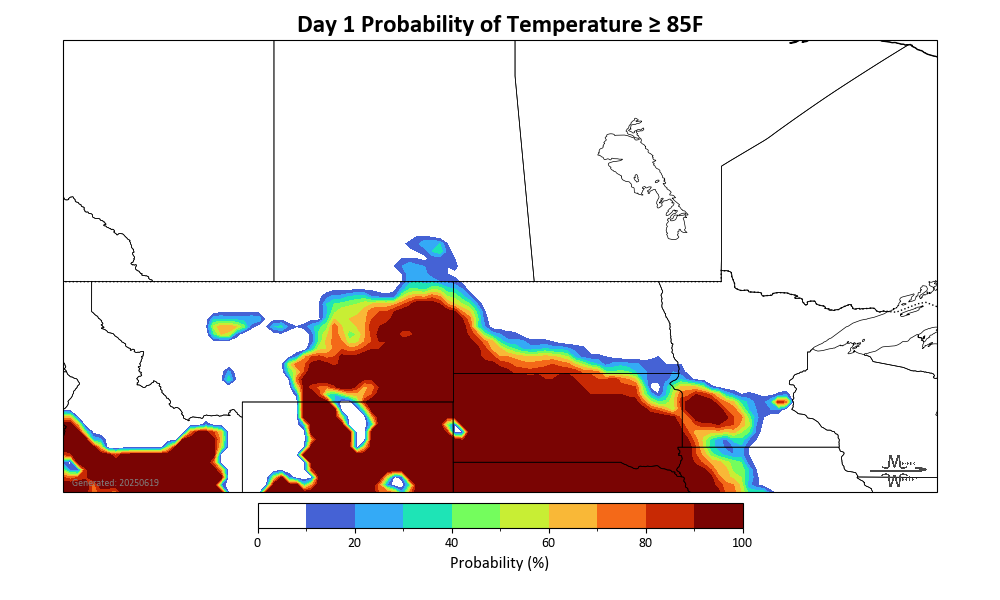 Day 1 Probability of Temperature ≥ 85F
Generated: 20250619
0 20 40 60 80 100
Probability (%)